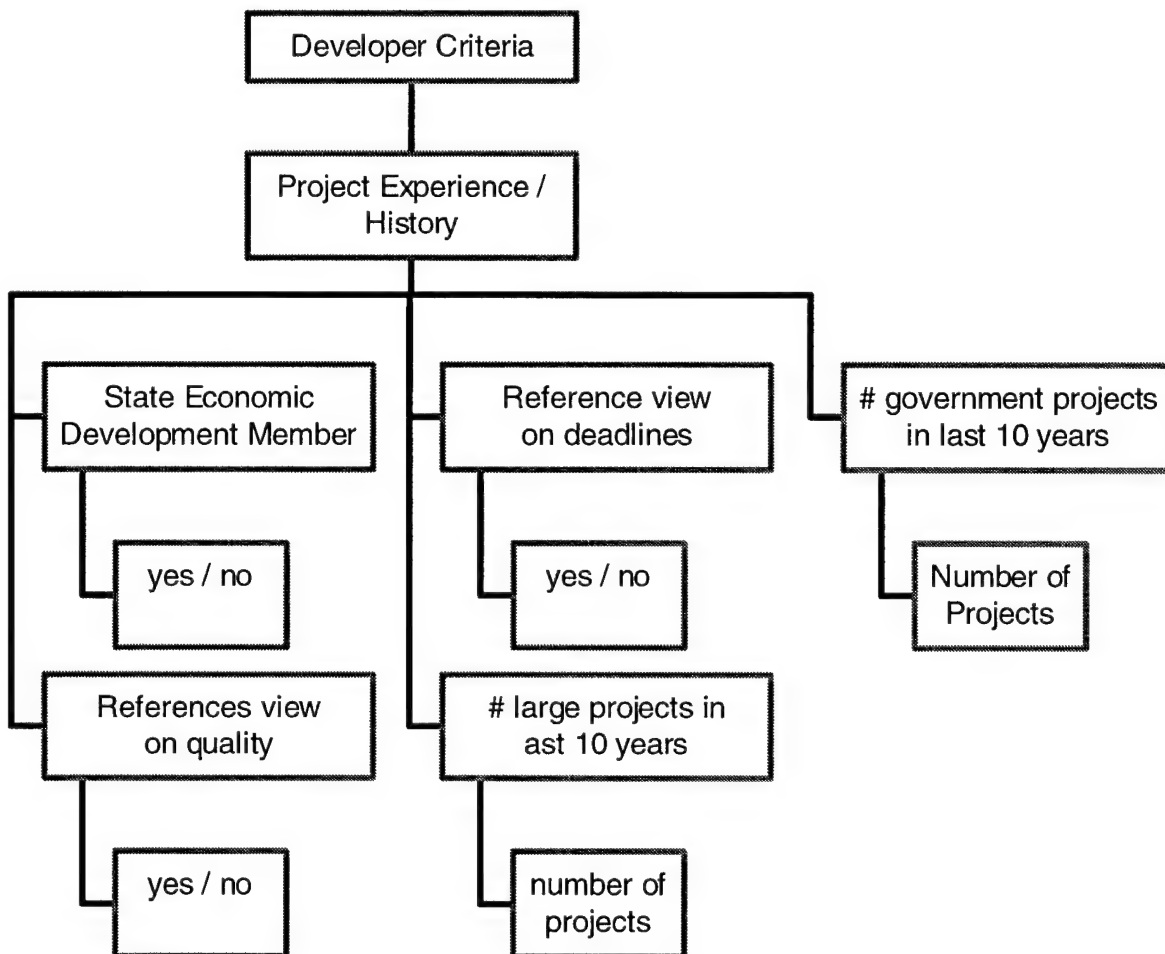 Developer Criteria
Project Experience /
History
State Economic
Development Member
yes / no
References view
on quality
yes / no
Reference view
on deadlines
yes / no
# large projects in
ast 10 years
number of
projects
# government projects
in last 10 years
Number of
Projects